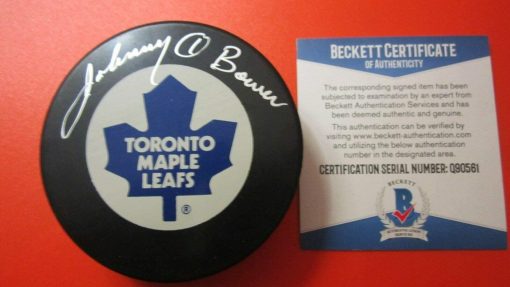 Johnny ① Bower
TORONTO
MAPLE
LEAFS
®
BECKETT CERTIFICATE
OF AUTHENTICITY
The corresponding signed item has been
subjected to examination by an expert from
Beckett Authentication Services and has
been deemed authentic and genuine.
This authentication can be verified by
visiting www.beckett-authentication.com
and utilizing the below authentication
number in the designated area.
CERTIFICATION SERIAL NUMBER: Q90561
BECKETT
B